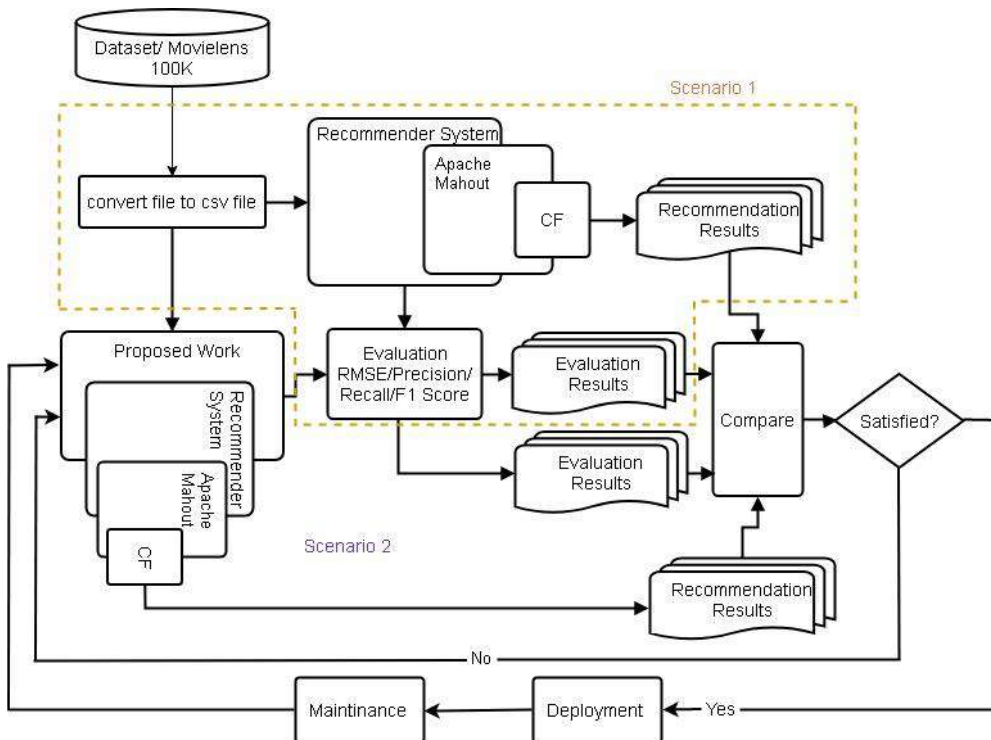 Dataset/ Movielens
100K
Scenario 1
Recommender System
Apache
Mahout
convert file to csv file
CF
Recommendation
Results
Proposed Work
Evaluation
RMSE/Precision/
Recall/F1 Score
Evaluation
Results
Compare
Satisfied?
Recommender
System
Evaluation
Results
Apache
Mahout
CF
Scenario 2
Recommendation
Results
No
Maintinance
Deployment
Yes